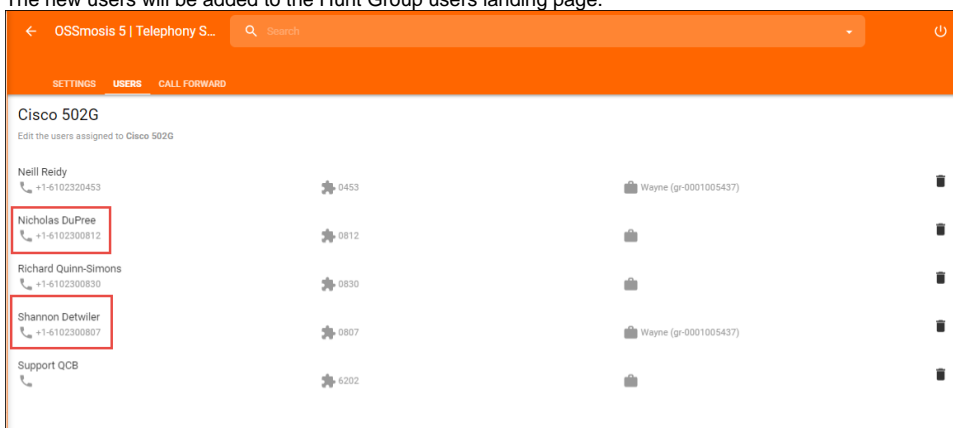 The new users will be added to the Hunt Group users landing page.
OSSmosis 5 | Telephony S... Search
SETTINGS USERS CALL FORWARD
Cisco 502G
Edit the users assigned to Cisco 502G
Neill Reidy
+1-6102320453 0453 Wayne (gr-0001005437)
Nicholas DuPree
+1-6102300812 0812
Richard Quinn-Simons
+1-6102300830 0830
Shannon Detwiler
+1-6102300807 0807 Wayne (gr-0001005437)
Support QCB
6202